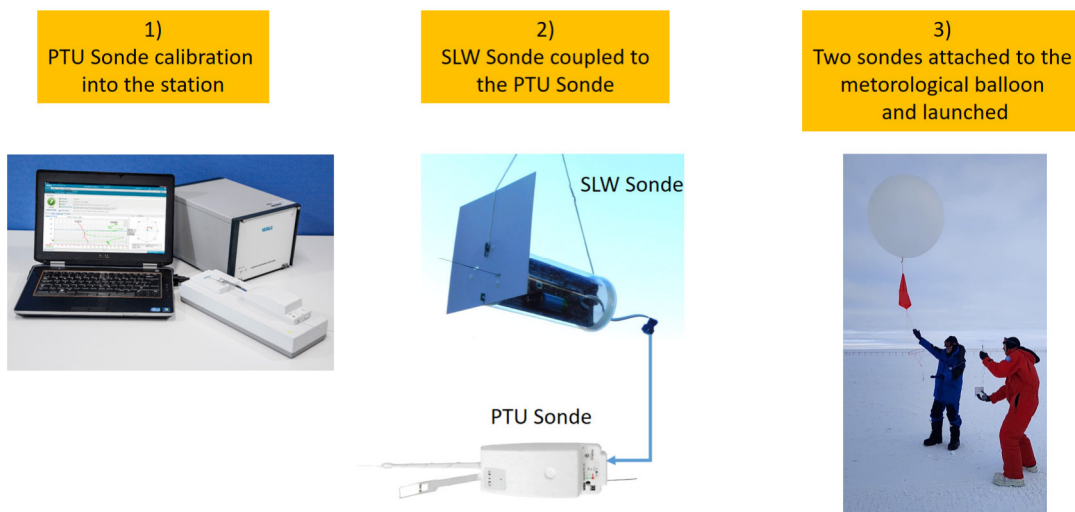 1)
PTU Sonde calibration
into the station
2)
SLW Sonde coupled to
the PTU Sonde
3)
Two sondes attached to the
metorological balloon
and launched
SLW Sonde
PTU Sonde